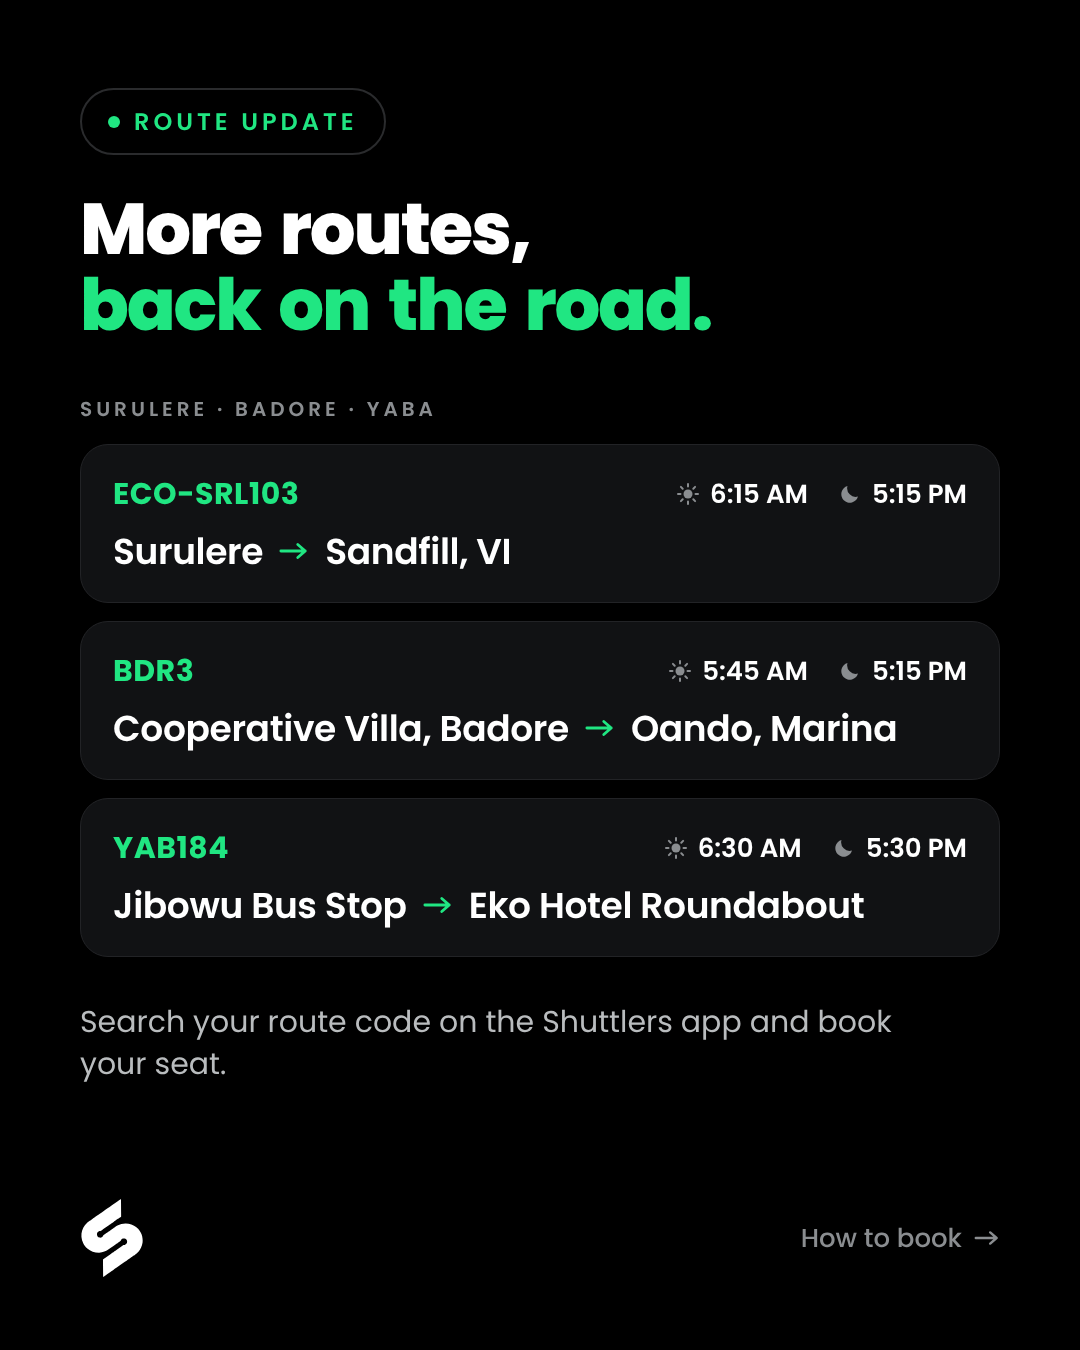 ROUTE UPDATE
More routes,
back on the road.
SURULERE · BADORE · YABA
ECO-SRL103 6:15 AM 5:15 PM
Surulere → Sandfill, VI
BDR3 5:45 AM 5:15 PM
Cooperative Villa, Badore → Oando, Marina
YAB184 6:30 AM 5:30 PM
Jibowu Bus Stop → Eko Hotel Roundabout
Search your route code on the Shuttlers app and book
your seat.
How to book →